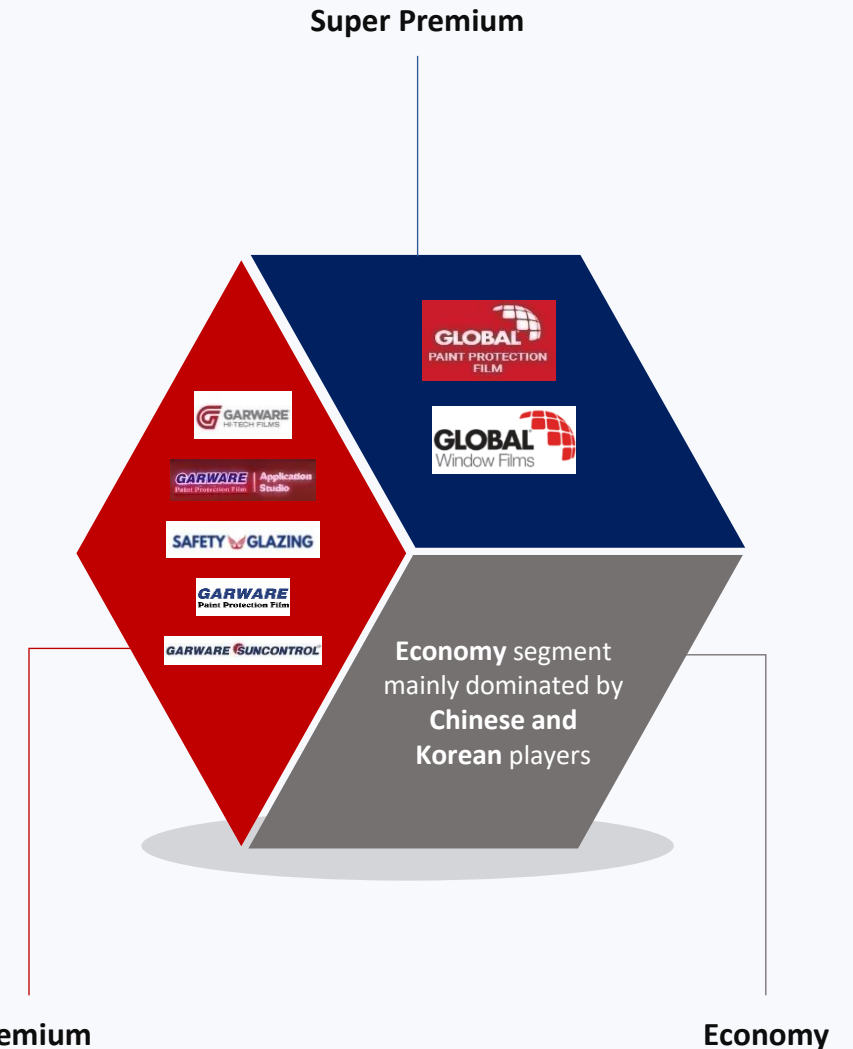 Super Premium
GLOBAL
PAINT PROTECTION
FILM
GLOBAL
Window Films
GARWARE
HI-TECH FILMS
GARWARE Application
Paint Protection Film Studio
SAFETY GLAZING
GARWARE
Paint Protection Film
GARWARE SUNCONTROL
Economy segment
mainly dominated by
Chinese and
Korean players
emium
Economy